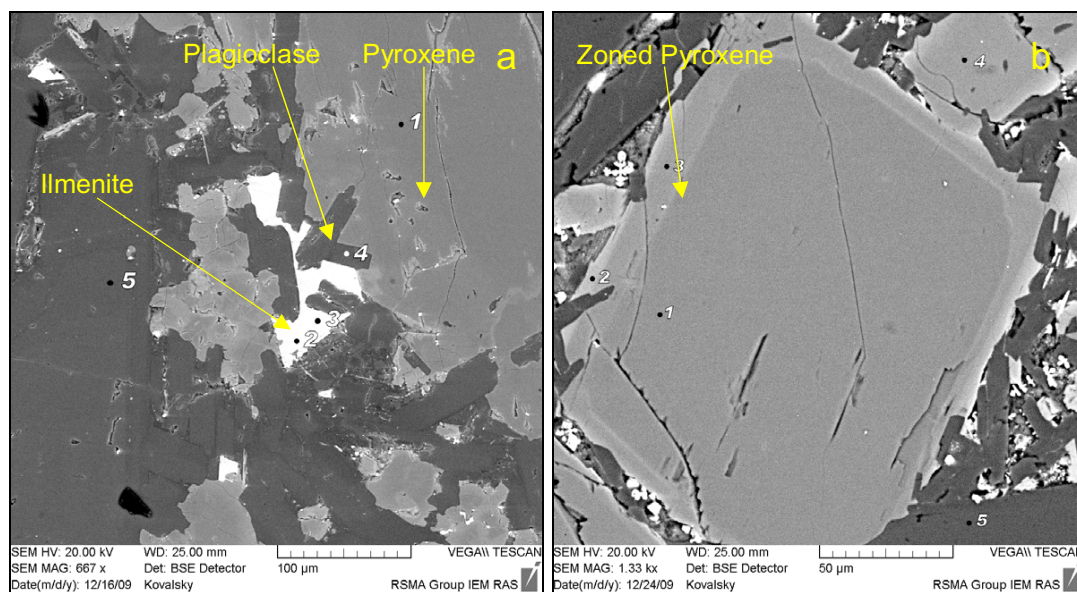 Plagioclase
Pyroxene
a
1
Ilmenite
4
5
3
2
SEM HV: 20.00 kV WD: 25.00 mm VEGA\\ TESCAN
SEM MAG: 667 x Det: BSE Detector 100 µm
Date(m/d/y): 12/16/09 Kovalsky RSMA Group IEM RAS
Zoned Pyroxene
b
4
3
2
1
5
SEM HV: 20.00 kV WD: 25.00 mm VEGA\\ TESCAN
SEM MAG: 1.33 kx Det: BSE Detector 50 µm
Date(m/d/y): 12/24/09 Kovalsky RSMA Group IEM RAS